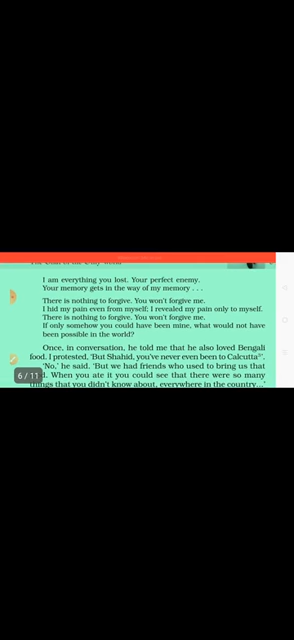 I am everything you lost. Your perfect enemy.
Your memory gets in the way of my memory . . .
There is nothing to forgive. You won't forgive me.
I hid my pain even from myself; I revealed my pain only to myself.
There is nothing to forgive. You won't forgive me.
If only somehow you could have been mine, what would not have
been possible in the world?
Once, in conversation, he told me that he also loved Bengali
food. I protested, 'But Shahid, you've never even been to Calcutta'.
'No,' he said. 'But we had friends who used to bring us that
When you ate it you could see that there were so many
things that you didn't know about, everywhere in the country...'
6 / 11